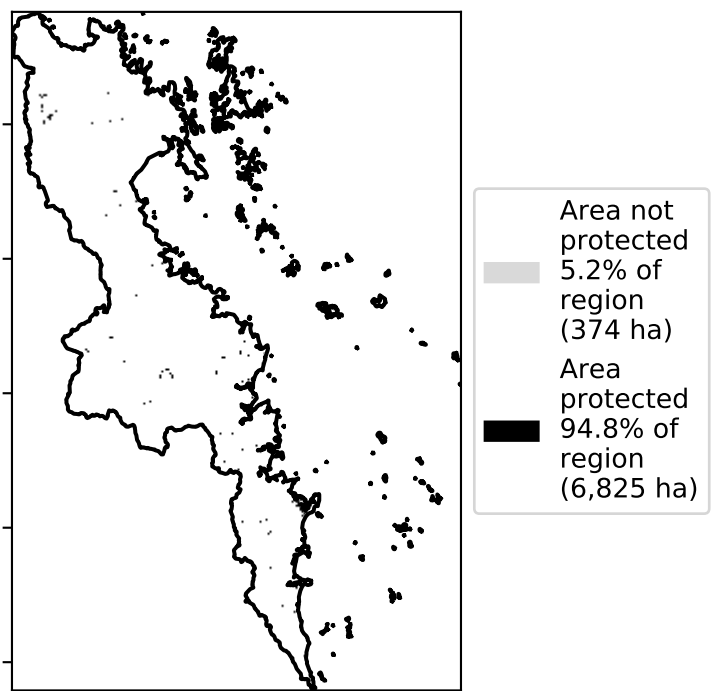 Area not
protected
5.2% of
region
(374 ha)
Area
protected
94.8% of
region
(6,825 ha)